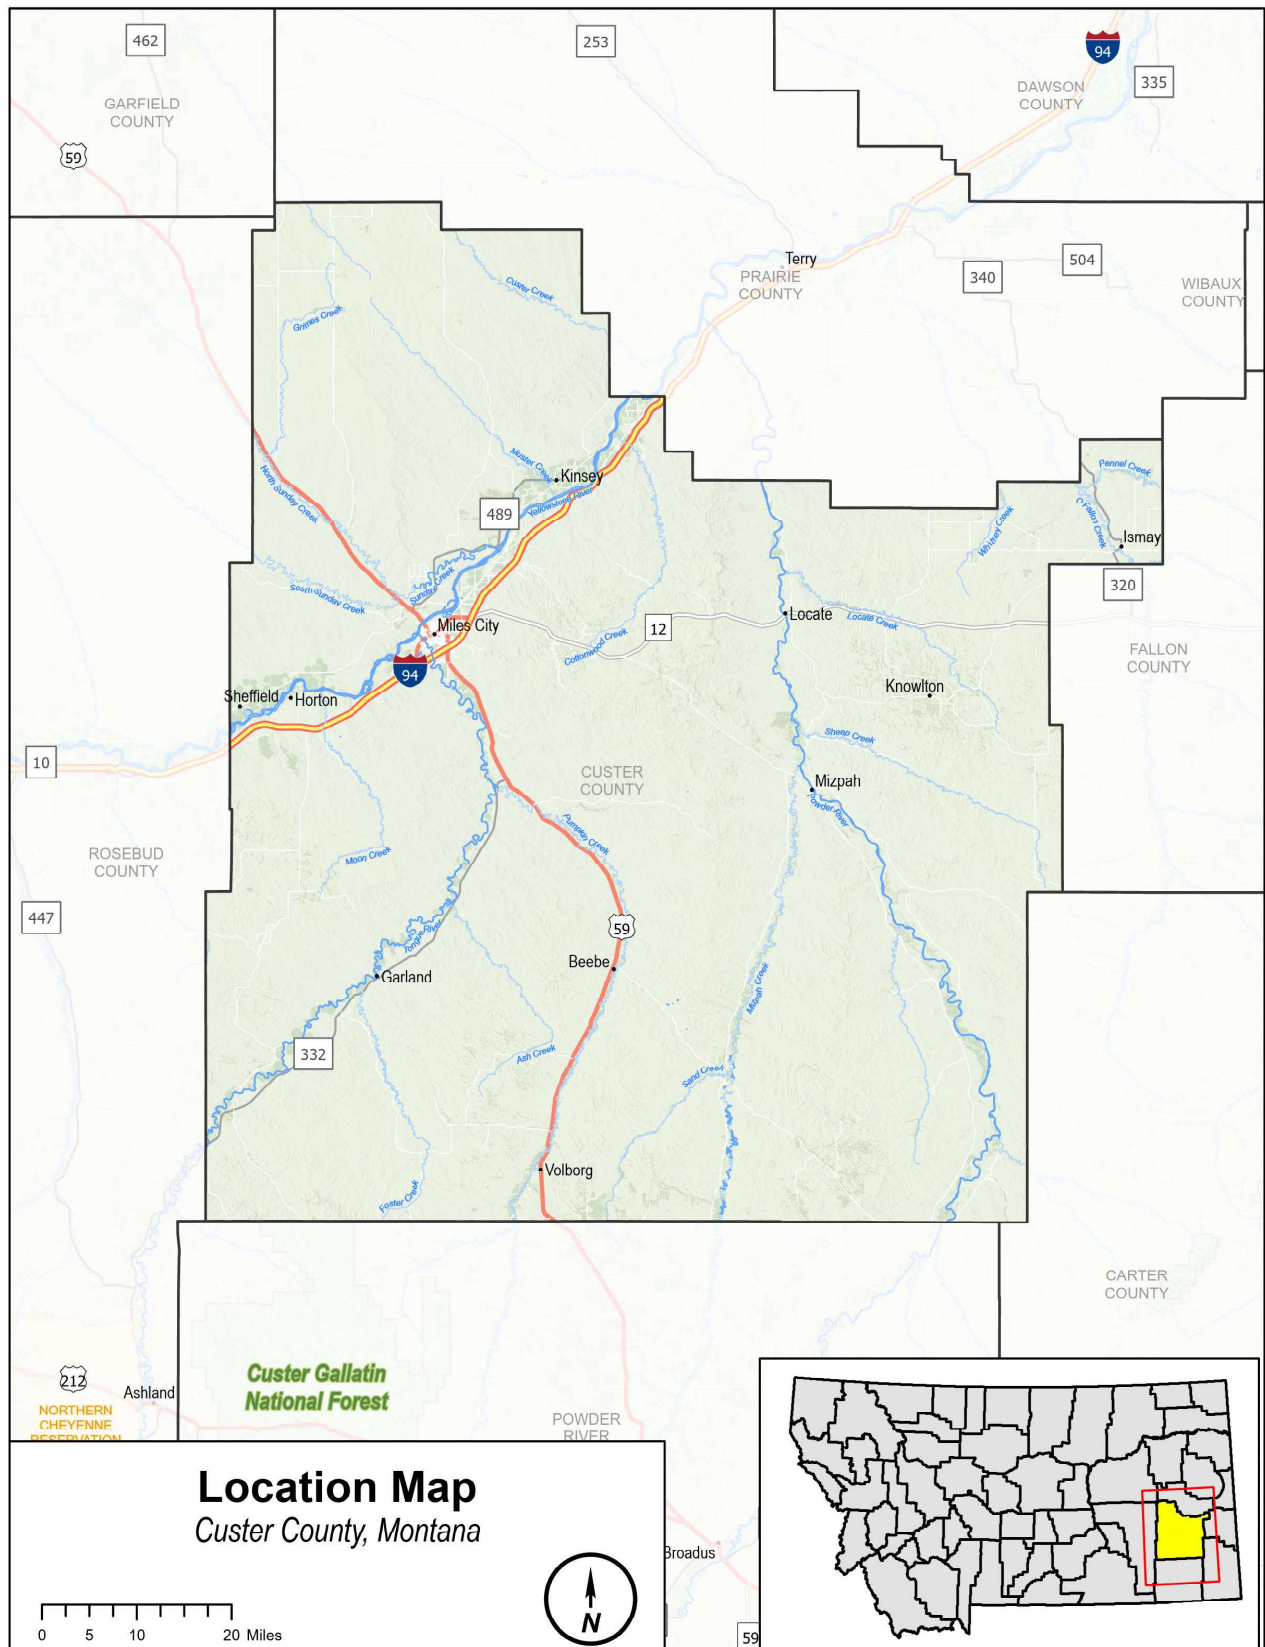 462
253
94
335
DAWSON
COUNTY
GARFIELD
COUNTY
59
Terry
PRAIRIE
COUNTY
340
504
WIBAUX
COUNTY
Custer Creek
Grimes Creek
Muster Creek
Kinsey
Yellowstone River
489
North Sunday Creek
South Sunday Creek
Sunday Creek
Pennel Creek
O'Fallon Creek
Whitney Creek
Ismay
320
Miles City
12
Cottonwood Creek
Locate
Locate Creek
FALLON
COUNTY
94
Sheffield
Horton
Knowlton
Sheep Creek
10
CUSTER
COUNTY
Mizpah
Powder River
Pumpkin Creek
Moon Creek
ROSEBUD
COUNTY
447
59
Tongue River
Beebe
Garland
Mizpah Creek
332
Ash Creek
Sand Creek
Volborg
Foster Creek
CARTER
COUNTY
212
Ashland
Custer Gallatin
National Forest
NORTHERN
CHEYENNE
RESERVATION
POWDER
RIVER
Location Map
Custer County, Montana
Broadus
N
0 5 10 20 Miles
59